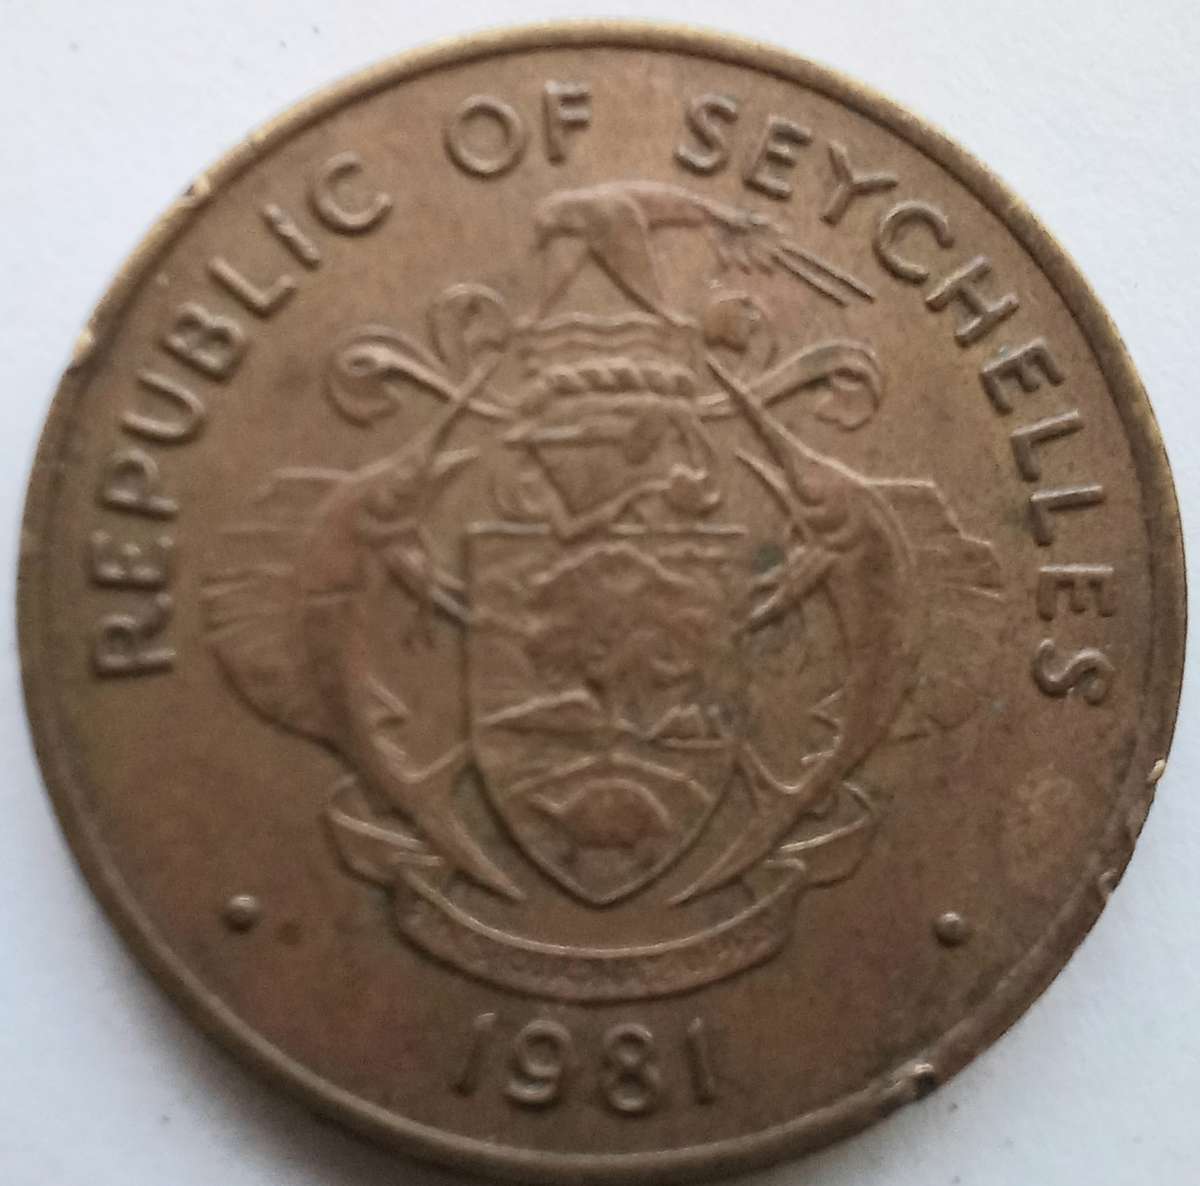 REPUBLIC OF SEYCHELLES
1981